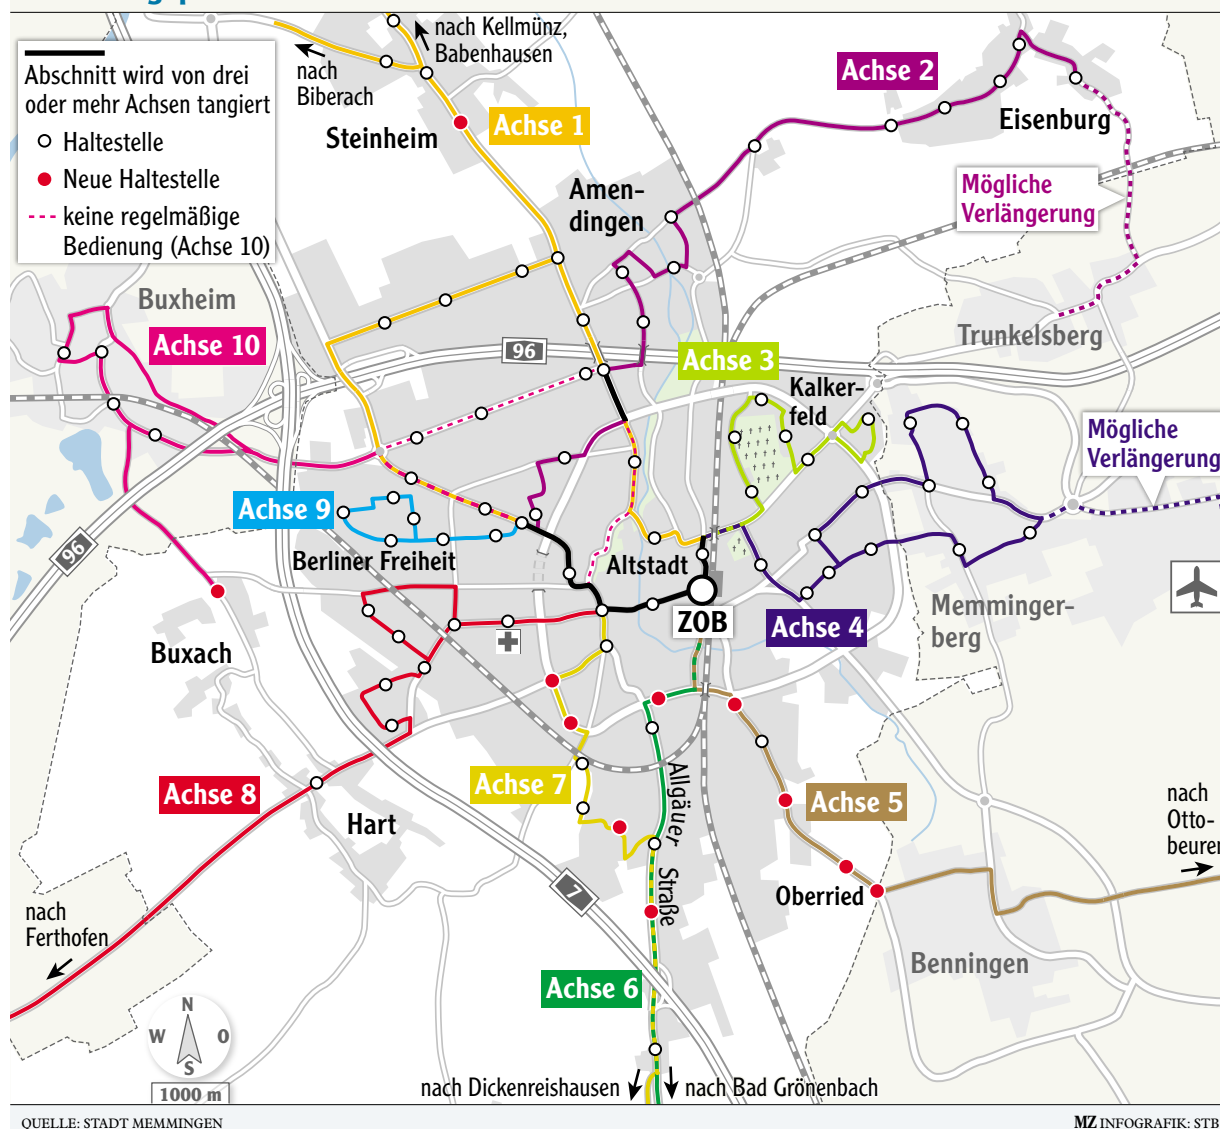 nach Kellmünz,
Babenhausen
nach
Biberach
Abschnitt wird von drei
oder mehr Achsen tangiert
Haltestelle
Neue Haltestelle
keine regelmäßige
Bedienung (Achse 10)
Steinheim
Achse 1
Achse 2
Eisenburg
Amen-
dingen
Mögliche
Verlängerung
Buxheim
Achse 10
96
Achse 3
Trunkelsberg
Kalker-
feld
Mögliche
Verlängerung
Achse 9
Berliner Freiheit
96
Altstadt
ZOB
Achse 4
Memminger-
berg
Buxach
Achse 8
Hart
Achse 7
Allgäuer
Straße
Achse 5
nach
Otto-
beuren
Oberried
7
nach
Ferthofen
Benningen
Achse 6
N
W O
S
1000 m
nach Dickenreishausen
nach Bad Grönenbach
QUELLE: STADT MEMMINGEN
MZ INFOGRAFIK: STB